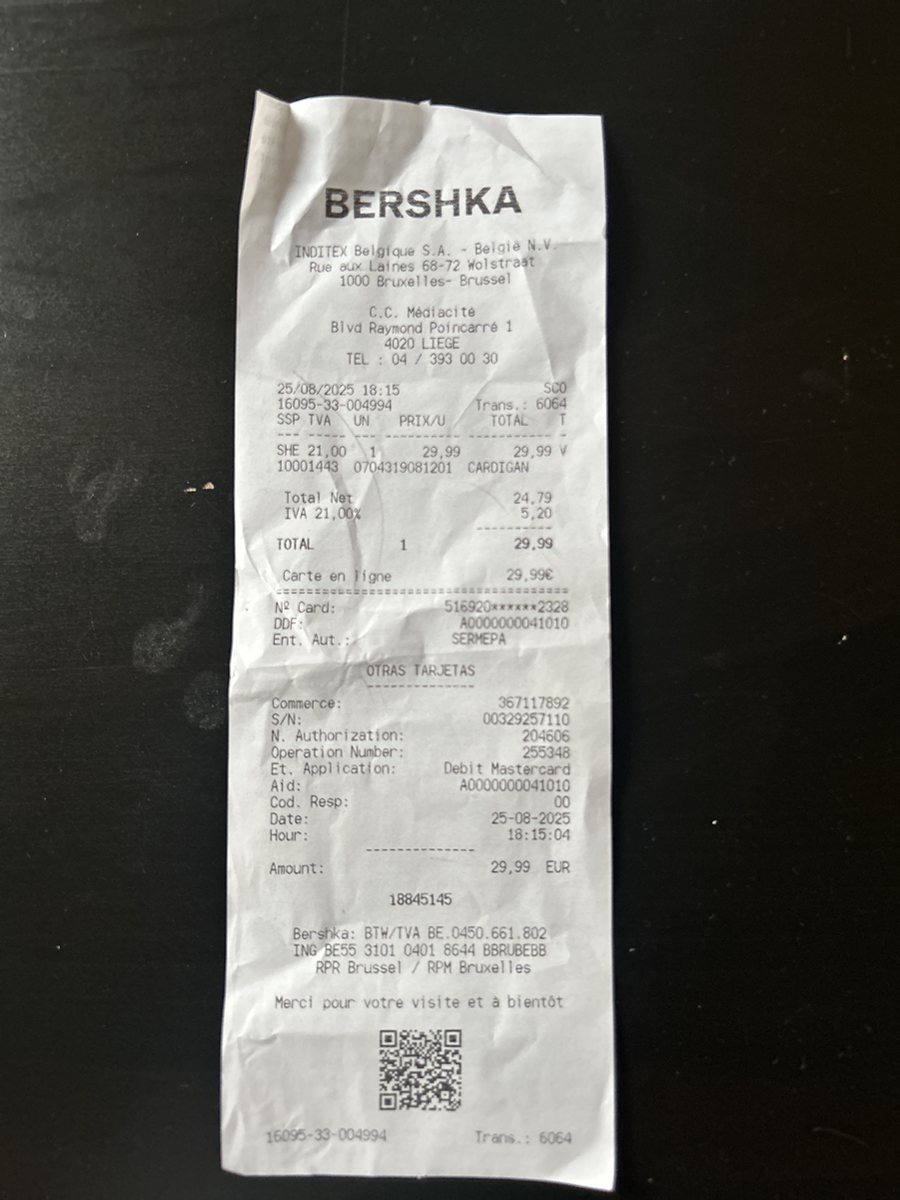 BERSHKA
INDITEX Belgique S.A. - België N.V.
Rue aux Laines 68-72 Wolstraat
1000 Bruxelles- Brussel
C.C. Médiacité
Blvd Raymond Poincarré 1
4020 LIEGE
TEL : 04 / 393 00 30
25/08/2025 18:15 SCO
16095-33-004994 Trans.: 6064
SSP TVA UN PRIX/U TOTAL T
--- ---- --- -------- ----------- -
SHE 21,00 1 29,99 29,99 V
10001443 0704319081201 CARDIGAN
Total Net 24,79
IVA 21,00% 5,20
----------
TOTAL 1 29,99
Carte en ligne 29,99€
========================================
Nº Card: 516920******2328
DDF: A0000000041010
Ent. Aut.: SERMEPA
OTRAS TARJETAS
--------------
Commerce: 367117892
S/N: 00329257110
N. Authorization: 204606
Operation Number: 255348
Et. Application: Debit Mastercard
Aid: A0000000041010
Cod. Resp: 00
Date: 25-08-2025
Hour: 18:15:04
--------------
Amount: 29,99 EUR
18845145
Bershka: BTW/TVA BE.0450.661.802
ING BE55 3101 0401 8644 BBRUBEBB
RPR Brussel / RPM Bruxelles
Merci pour votre visite et à bientôt
16095-33-004994 Trans.: 6064